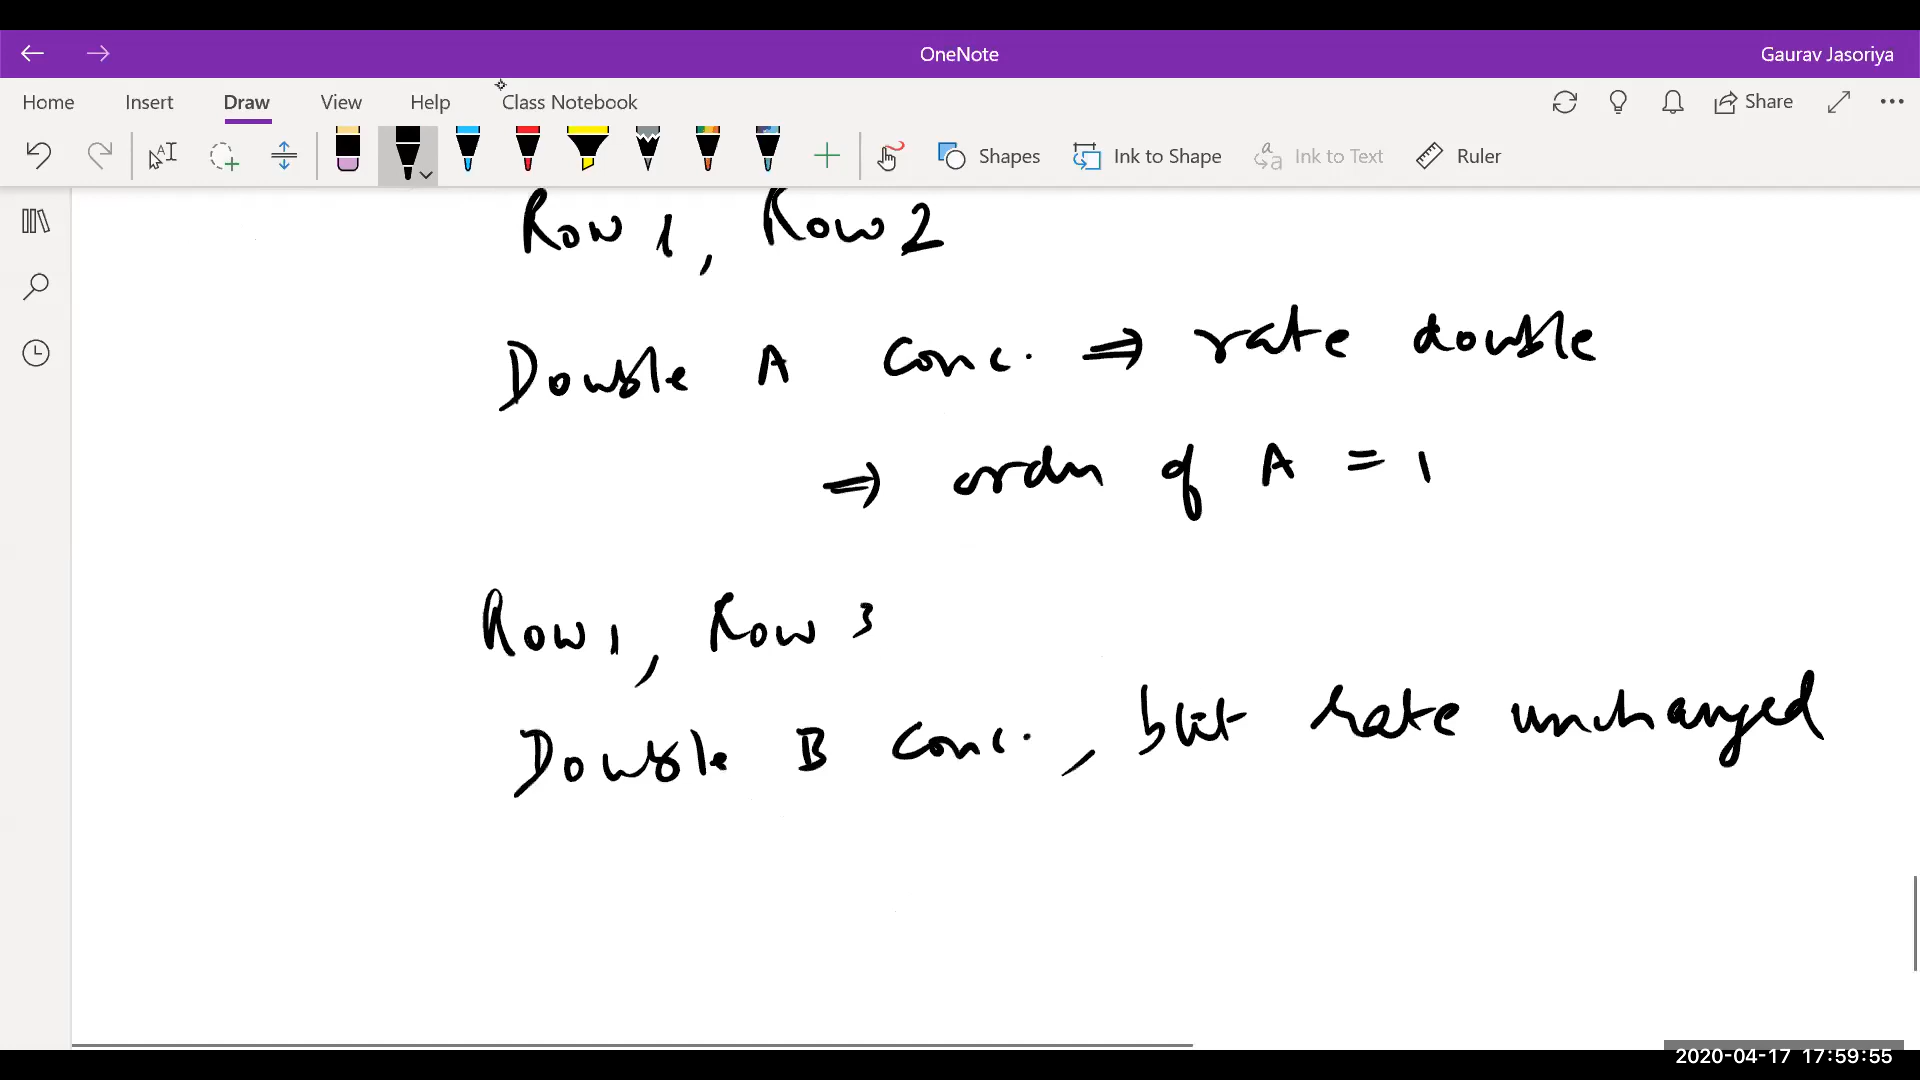 OneNote
Gaurav Jasoriya
Home Insert Draw View Help Class Notebook Share
Shapes Ink to Shape Ink to Text Ruler
Row 1, Row 2
Double A conc. ⇒ rate double
⇒ order of A = 1
Row 1, Row 3
Double B conc., but rate unchanged
2020-04-17 17:59:55